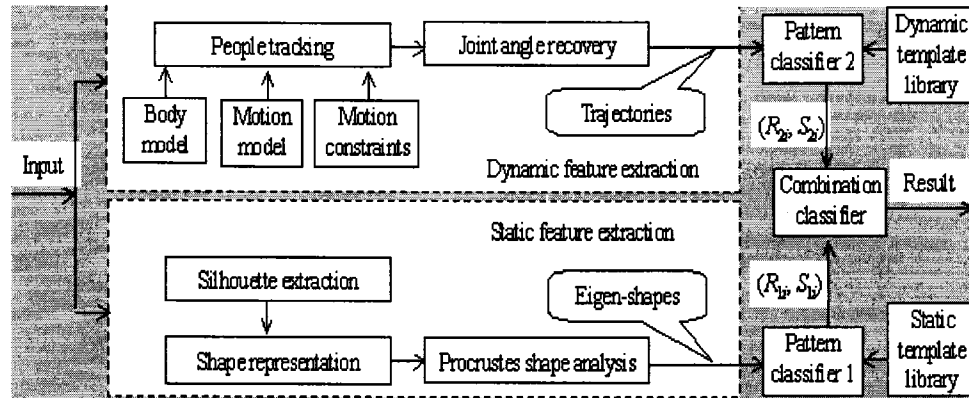 Input
People tracking
Joint angle recovery
Body
model
Motion
model
Motion
constraints
Trajectories
Dynamic feature extraction
Pattern
classifier 2
Dynamic
template
library
(R2i, S2i)
Combination
classifier
Result
Static feature extraction
Silhouette extraction
Shape representation
Procrustes shape analysis
Eigen-shapes
(R1i, S1i)
Pattern
classifier 1
Static
template
library